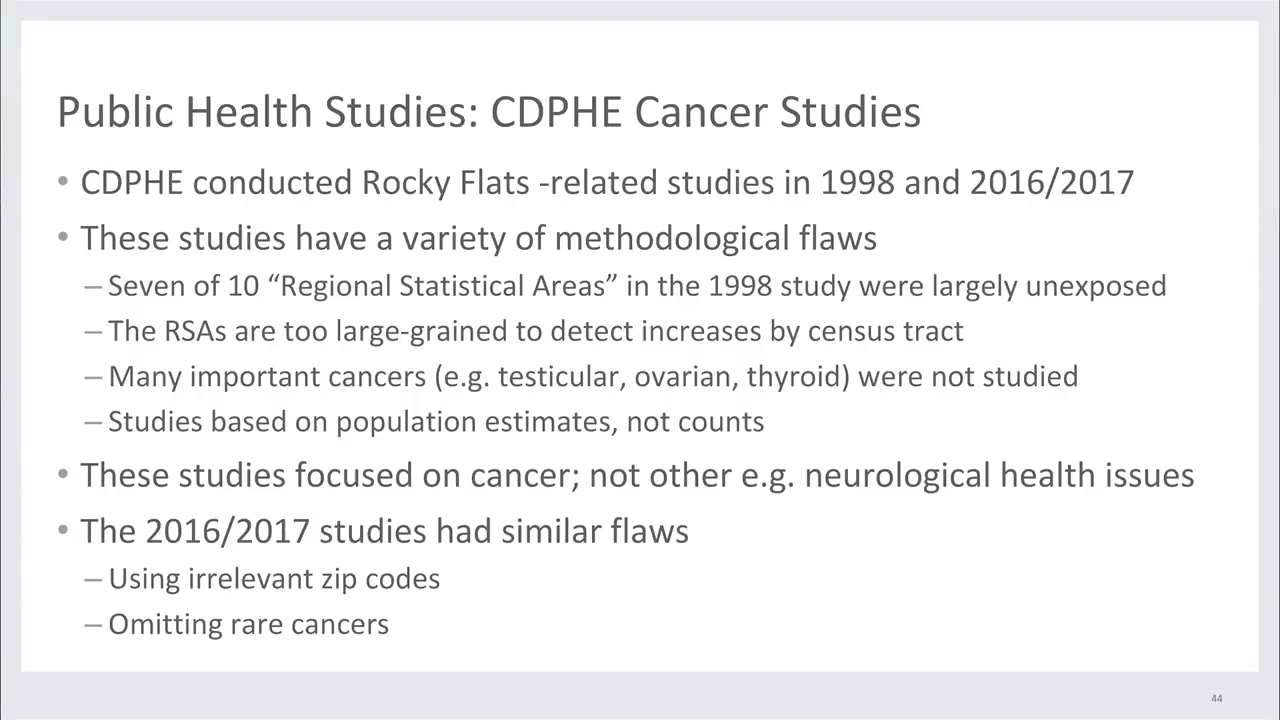 Public Health Studies: CDPHE Cancer Studies
• CDPHE conducted Rocky Flats -related studies in 1998 and 2016/2017
• These studies have a variety of methodological flaws
– Seven of 10 “Regional Statistical Areas” in the 1998 study were largely unexposed
– The RSAs are too large-grained to detect increases by census tract
– Many important cancers (e.g. testicular, ovarian, thyroid) were not studied
– Studies based on population estimates, not counts
• These studies focused on cancer; not other e.g. neurological health issues
• The 2016/2017 studies had similar flaws
– Using irrelevant zip codes
– Omitting rare cancers
44